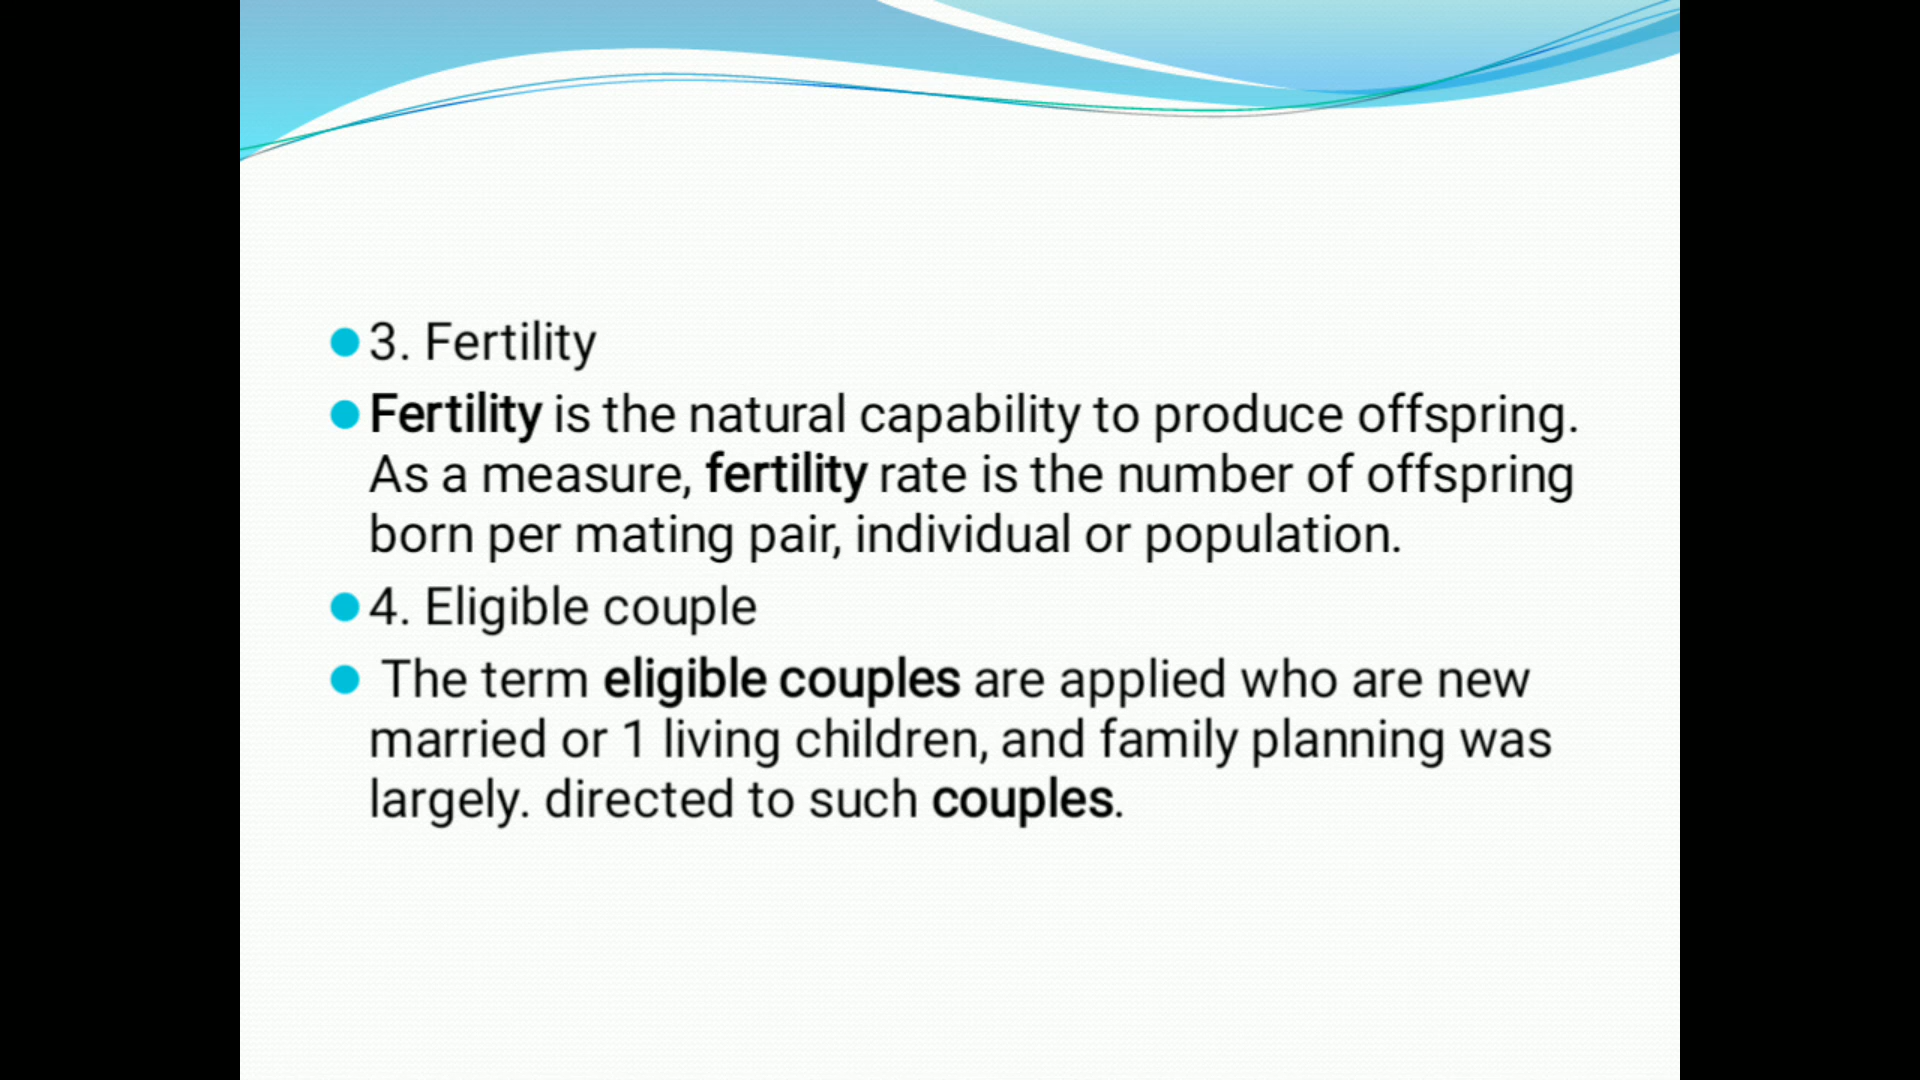 3. Fertility
Fertility is the natural capability to produce offspring.
As a measure, fertility rate is the number of offspring
born per mating pair, individual or population.
4. Eligible couple
The term eligible couples are applied who are new
married or 1 living children, and family planning was
largely. directed to such couples.